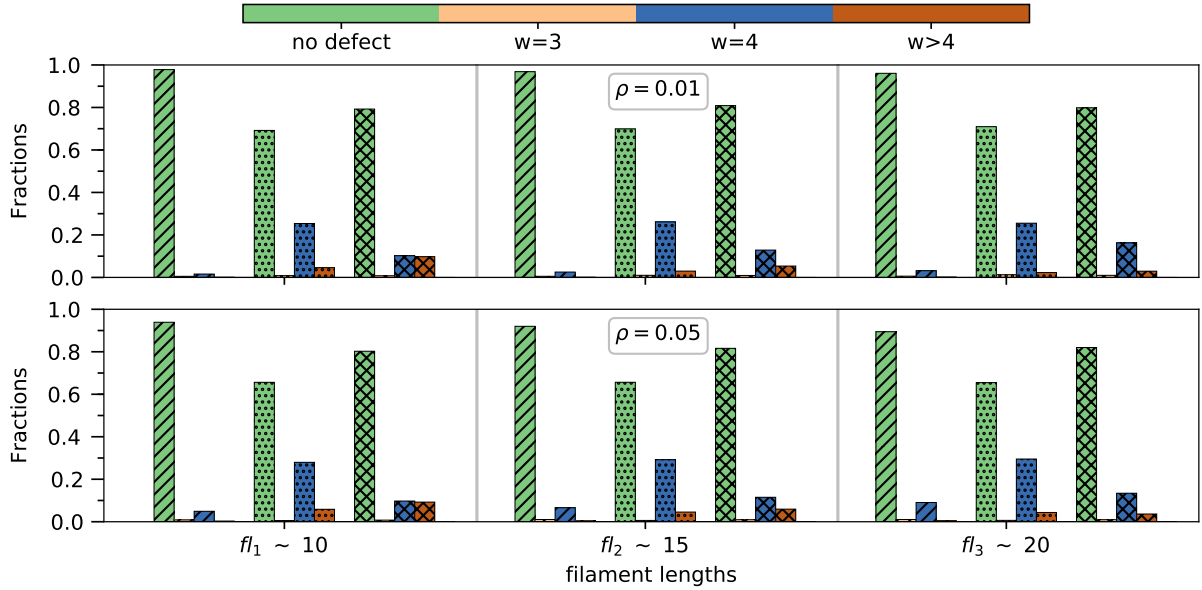 no defect w=3 w=4 w>4
1.0
ρ = 0.01
0.8
0.6
0.4
0.2
0.0
Fractions
1.0
ρ = 0.05
0.8
0.6
0.4
0.2
0.0
Fractions
fl₁ ~ 10 fl₂ ~ 15 fl₃ ~ 20
filament lengths